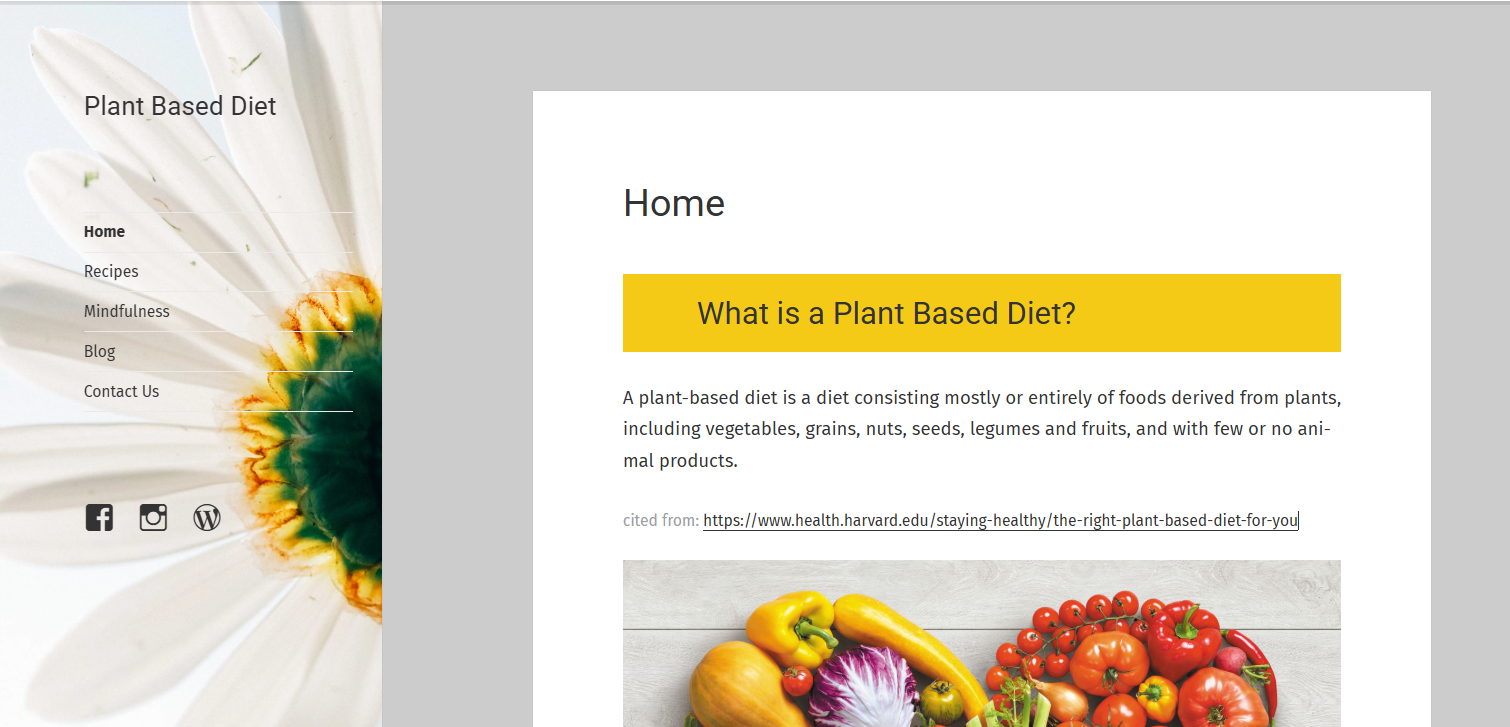 Plant Based Diet
Home
Recipes
Mindfulness
Blog
Contact Us
Home
What is a Plant Based Diet?
A plant-based diet is a diet consisting mostly or entirely of foods derived from plants,
including vegetables, grains, nuts, seeds, legumes and fruits, and with few or no ani-
mal products.
cited from: https://www.health.harvard.edu/staying-healthy/the-right-plant-based-diet-for-you